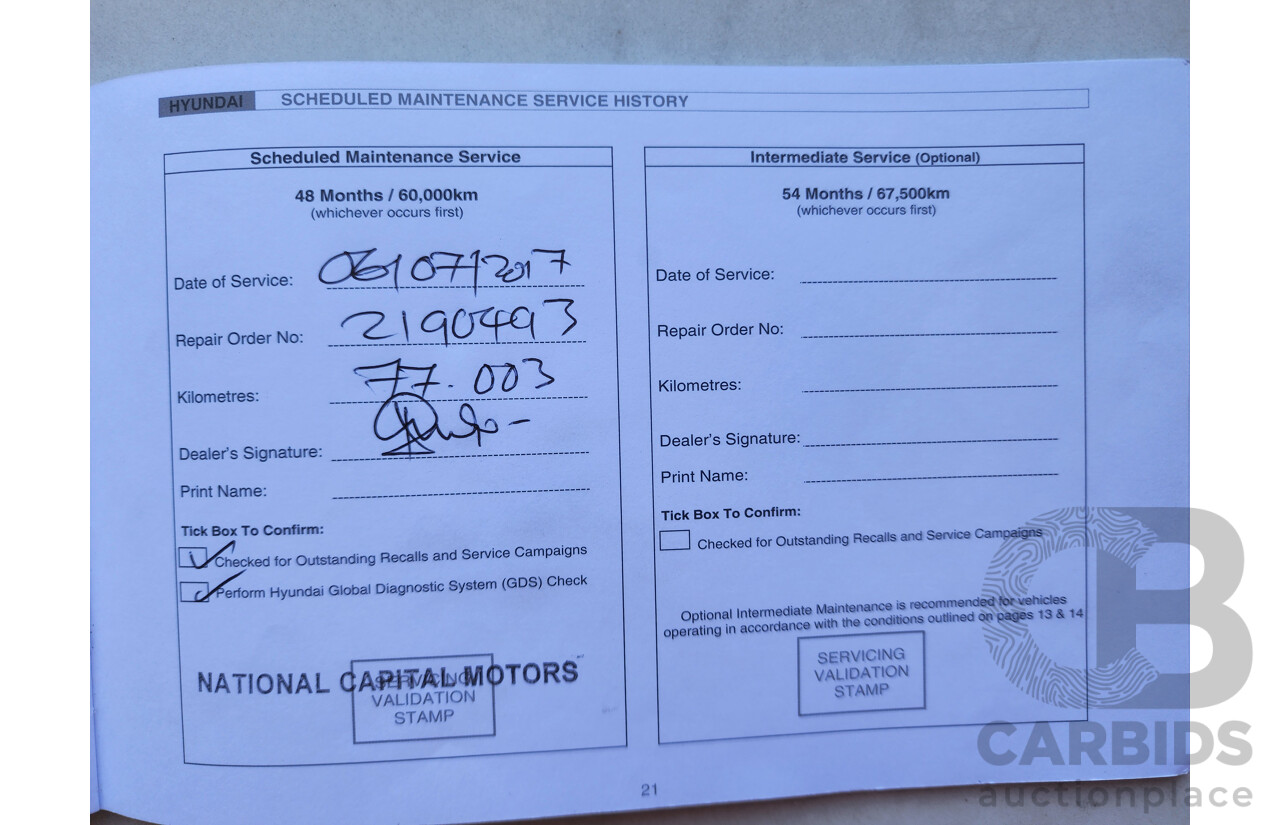 HYUNDAI SCHEDULED MAINTENANCE SERVICE HISTORY
Scheduled Maintenance Service
48 Months / 60,000km
(whichever occurs first)
Date of Service: 06/07/2017
Repair Order No: 2190493
Kilometres: 77.003
Dealer's Signature:
Print Name:
Tick Box To Confirm:
Checked for Outstanding Recalls and Service Campaigns
Perform Hyundai Global Diagnostic System (GDS) Check
NATIONAL CAPITAL MOTORS
SERVICING
VALIDATION
STAMP
Intermediate Service (Optional)
54 Months / 67,500km
(whichever occurs first)
Date of Service:
Repair Order No:
Kilometres:
Dealer's Signature:
Print Name:
Tick Box To Confirm:
Checked for Outstanding Recalls and Service Campaigns
Optional Intermediate Maintenance is recommended for vehicles
operating in accordance with the conditions outlined on pages 13 & 14
SERVICING
VALIDATION
STAMP
21
CB
CARBIDS
auctionplace